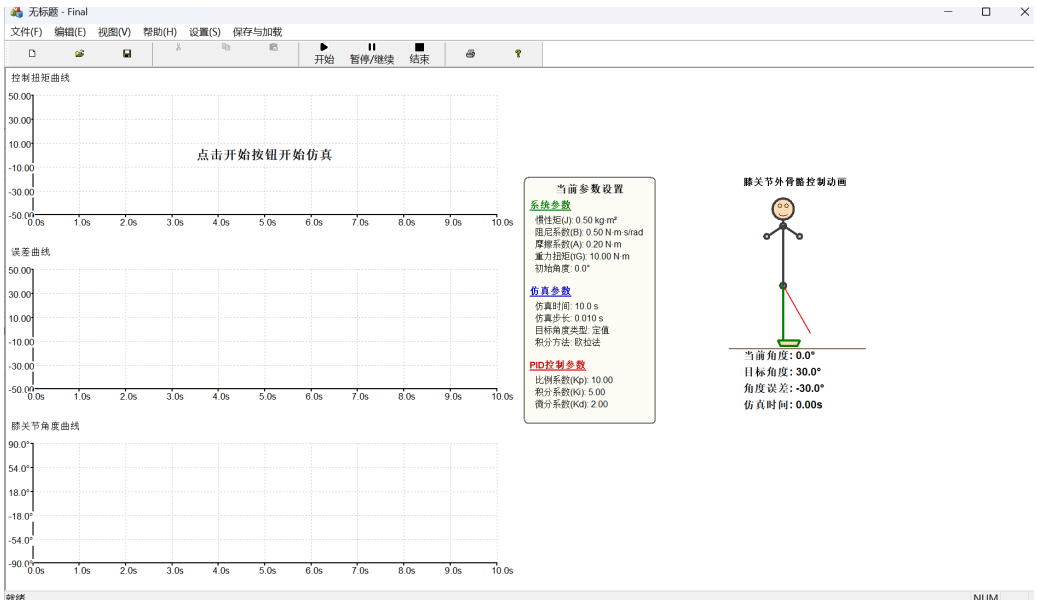 无标题 - Final
文件(F) 编辑(E) 视图(V) 帮助(H) 设置(S) 保存与加载
开始 暂停/继续 结束
控制扭矩曲线
50.00
30.00
10.00
-10.00
-30.00
-50.00
点击开始按钮开始仿真
0.0s 1.0s 2.0s 3.0s 4.0s 5.0s 6.0s 7.0s 8.0s 9.0s 10.0s
误差曲线
50.00
30.00
10.00
-10.00
-30.00
-50.00
0.0s 1.0s 2.0s 3.0s 4.0s 5.0s 6.0s 7.0s 8.0s 9.0s 10.0s
膝关节角度曲线
90.0°
54.0°
18.0°
-18.0°
-54.0°
-90.0°
0.0s 1.0s 2.0s 3.0s 4.0s 5.0s 6.0s 7.0s 8.0s 9.0s 10.0s
当前参数设置
系统参数
惯性矩(J): 0.50 kg·m²
阻尼系数(B): 0.50 N·m·s/rad
摩擦系数(A): 0.20 N·m
重力扭矩(τG): 10.00 N·m
初始角度: 0.0°
仿真参数
仿真时间: 10.0 s
仿真步长: 0.010 s
目标角度类型: 定值
积分方法: 欧拉法
PID控制参数
比例系数(Kp): 10.00
积分系数(Ki): 5.00
微分系数(Kd): 2.00
膝关节外骨骼控制动画
当前角度: 0.0°
目标角度: 30.0°
角度误差: -30.0°
仿真时间: 0.00s
就绪
NUM